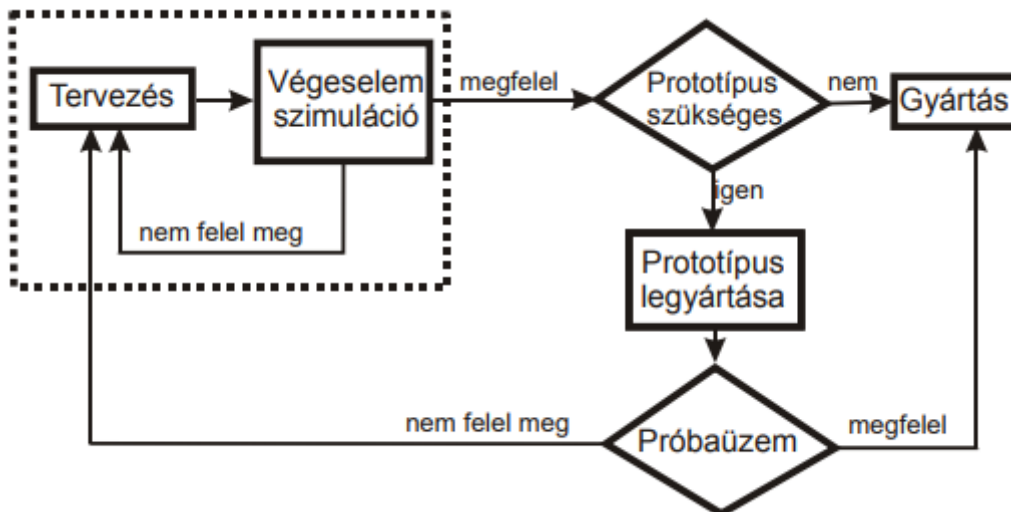 Tervezés
Végeselem
szimuláció
megfelel
Prototípus
szükséges
nem
Gyártás
nem felel meg
igen
Prototípus
legyártása
nem felel meg
Próbaüzem
megfelel